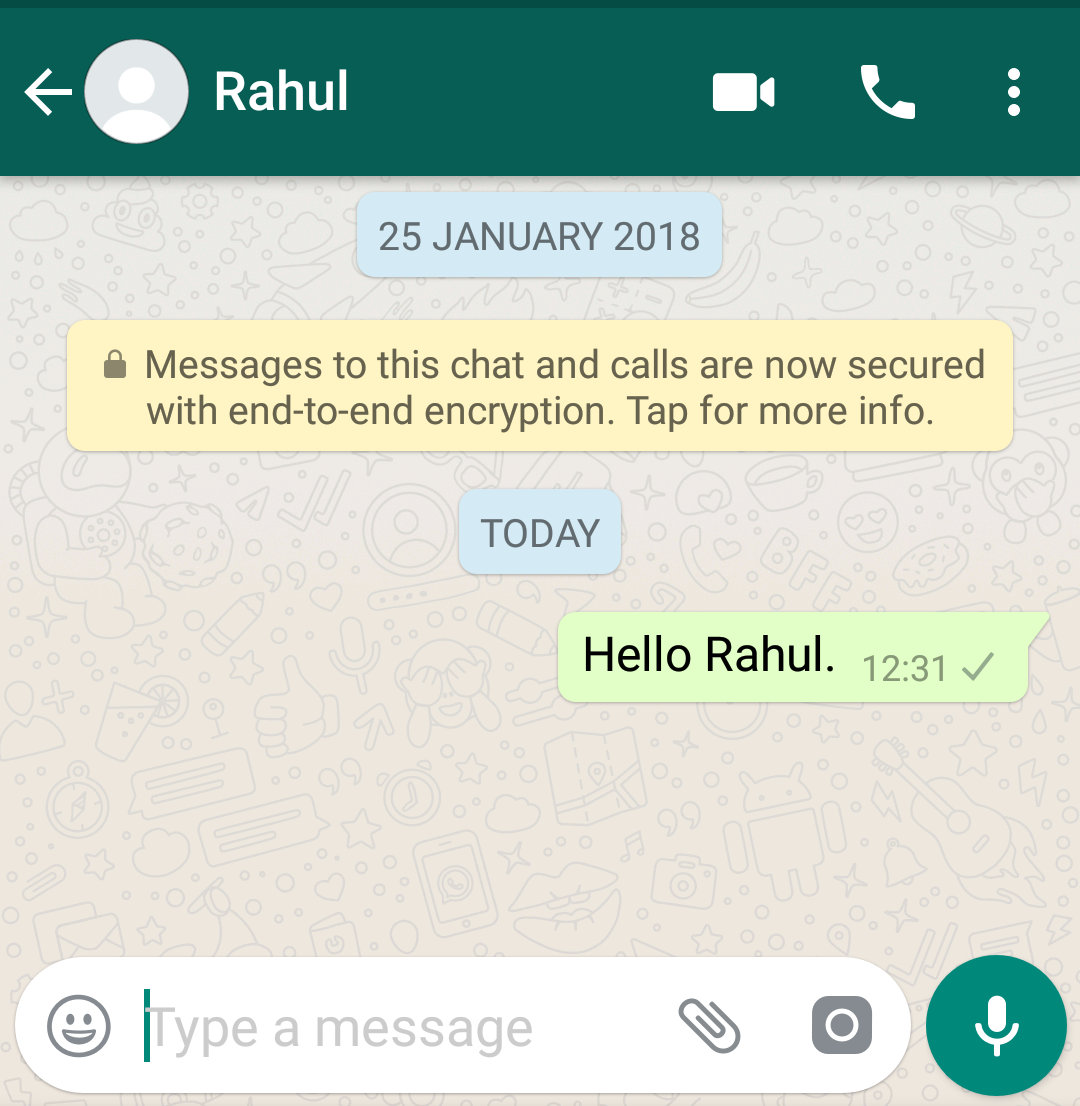 Rahul
25 JANUARY 2018
Messages to this chat and calls are now secured
with end-to-end encryption. Tap for more info.
TODAY
Hello Rahul. 12:31
BFF
Type a message